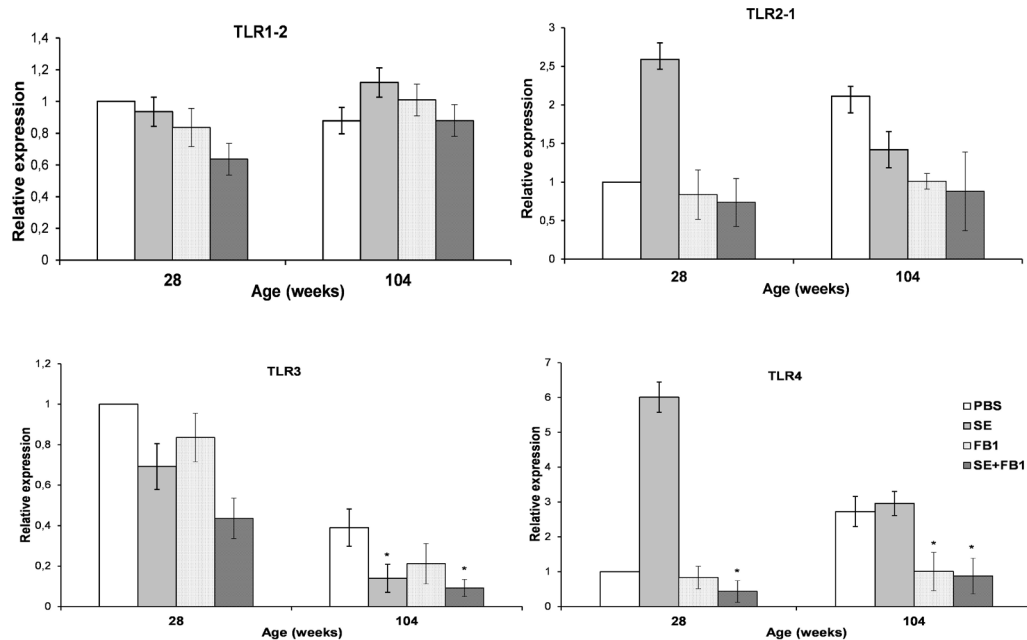 TLR1-2
Relative expression
1,4
1,2
1
0,8
0,6
0,4
0,2
0
28
104
Age (weeks)
TLR2-1
Relative expression
3
2,5
2
1,5
1
0,5
0
28
104
Age (weeks)
TLR3
Relative expression
1,2
1
0,8
0,6
0,4
0,2
0
*
*
28
104
Age (weeks)
TLR4
Relative expression
7
6
5
4
3
2
1
0
*
*
*
PBS
SE
FB1
SE+FB1
28
104
Age (weeks)